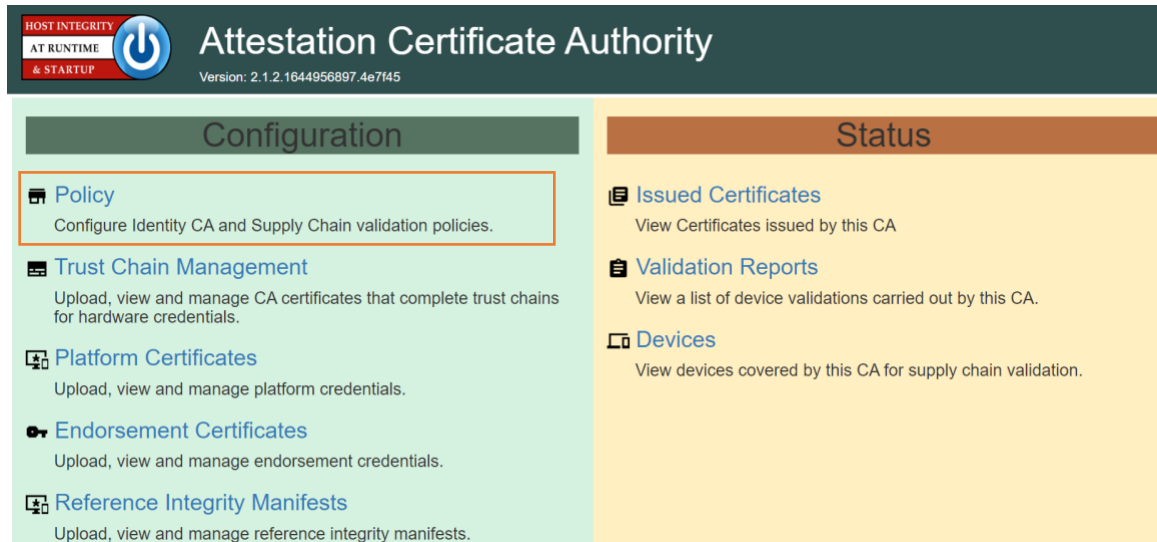 HOST INTEGRITY
AT RUNTIME
& STARTUP
Attestation Certificate Authority
Version: 2.1.2.1644956897.4e7f45
Configuration
Policy
Configure Identity CA and Supply Chain validation policies.
Trust Chain Management
Upload, view and manage CA certificates that complete trust chains
for hardware credentials.
Platform Certificates
Upload, view and manage platform credentials.
Endorsement Certificates
Upload, view and manage endorsement credentials.
Reference Integrity Manifests
Upload, view and manage reference integrity manifests.
Status
Issued Certificates
View Certificates issued by this CA
Validation Reports
View a list of device validations carried out by this CA.
Devices
View devices covered by this CA for supply chain validation.